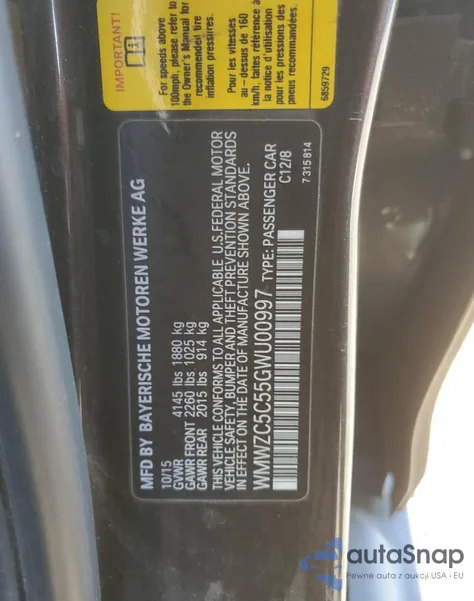 IMPORTANT!
For speeds above
100mph, please refer to
the Owner's Manual for
recommended tire
inflation pressures.
Pour les vitesses
au - dessus de 160
km/h, faites référence à
la notice d'utilisation
pour les pressions des
pneus recommandées.
6859729
MFD BY BAYERISCHE MOTOREN WERKE AG
10/15
GVWR 4145 lbs 1880 kg
GAWR FRONT 2260 lbs 1025 kg
GAWR REAR 2015 lbs 914 kg
THIS VEHICLE CONFORMS TO ALL APPLICABLE U.S. FEDERAL MOTOR
VEHICLE SAFETY, BUMPER AND THEFT PREVENTION STANDARDS
IN EFFECT ON THE DATE OF MANUFACTURE SHOWN ABOVE.
WMWZC5C55GWU00997 TYPE: PASSENGER CAR
C12/8
7 315 814
autaSnap
Pewne auta z aukcji USA i EU